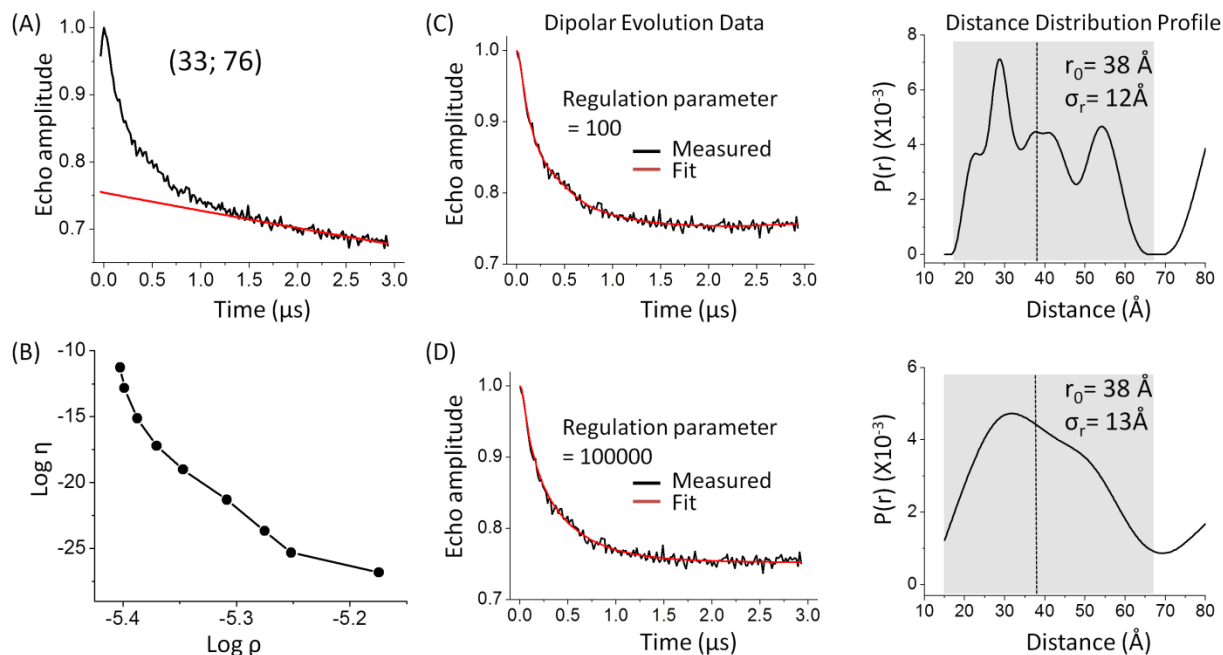 (A)
(33; 76)
Echo amplitude
1.0
0.9
0.8
0.7
0.0 0.5 1.0 1.5 2.0 2.5 3.0
Time (μs)
(B)
Log η
-10
-15
-20
-25
-5.4 -5.3 -5.2
Log ρ
(C)
Dipolar Evolution Data
Echo amplitude
1.0
0.9
0.8
0.7
Regulation parameter
= 100
Measured
Fit
0.0 0.5 1.0 1.5 2.0 2.5 3.0
Time (μs)
Distance Distribution Profile
P(r) (X10⁻³)
8
6
4
2
0
r₀= 38 Å
σᵣ= 12Å
10 20 30 40 50 60 70 80
Distance (Å)
(D)
Echo amplitude
1.0
0.9
0.8
0.7
Regulation parameter
= 100000
Measured
Fit
0.0 0.5 1.0 1.5 2.0 2.5 3.0
Time (μs)
P(r) (X10⁻³)
6
4
2
0
r₀= 38 Å
σᵣ= 13Å
10 20 30 40 50 60 70 80
Distance (Å)